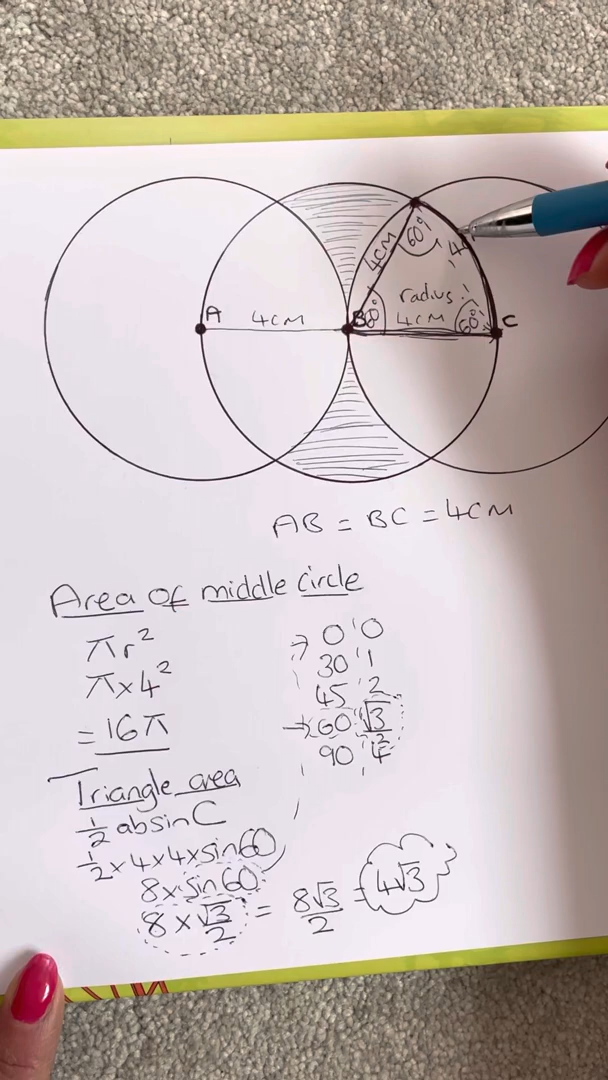 60°
4CM
4
radius
A
4CM
B
60°
4CM
60°
C
AB = BC = 4CM
Area of middle circle
πr²
π×4²
= 16π
→ 0 0
30 1
45 2
→ 60 √3/2
90 4
Triangle area
½ absinC
½ × 4 × 4 × sin60
8 × sin60
8 × √3/2 = 8√3/2 = 4√3